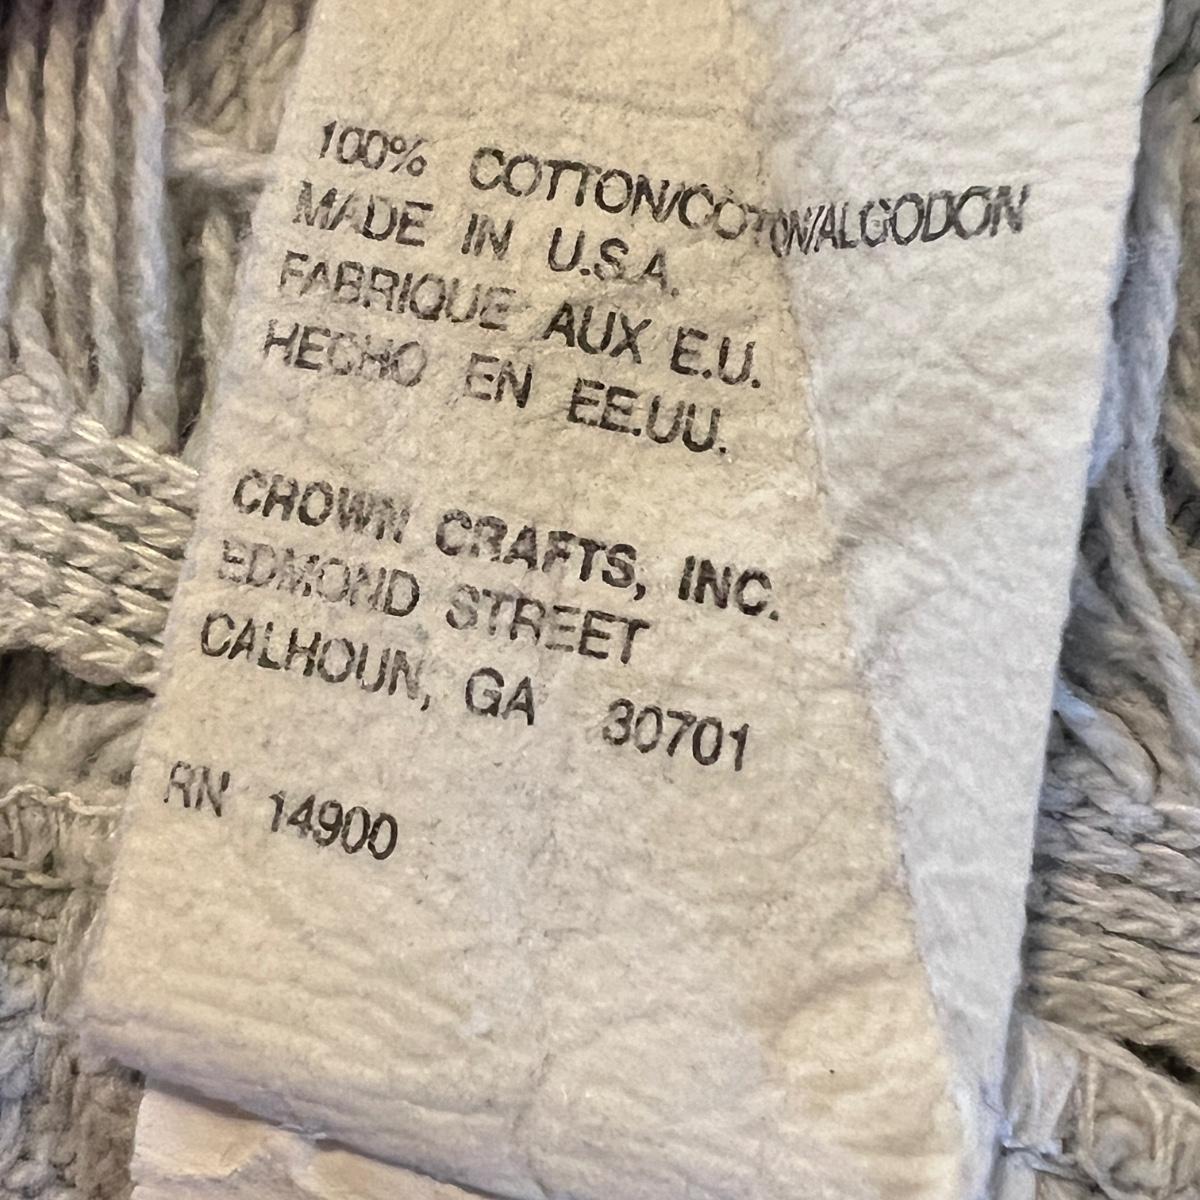 100% COTTON/COTON/ALGODON
MADE IN U.S.A.
FABRIQUE AUX E.U.
HECHO EN EE.UU.
CROWN CRAFTS, INC.
EDMOND STREET
CALHOUN, GA 30701
RN 14900